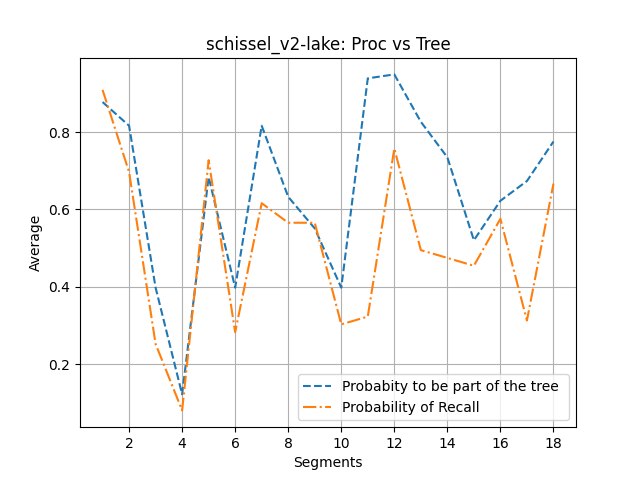 schissel_v2-lake: Proc vs Tree
Average
0.8
0.6
0.4
0.2
Probabity to be part of the tree
Probability of Recall
2 4 6 8 10 12 14 16 18
Segments